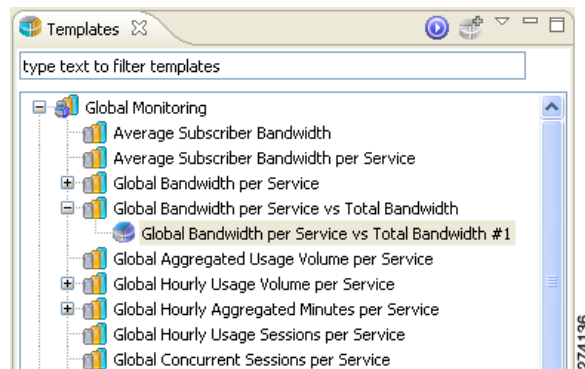 Templates
type text to filter templates
Global Monitoring
Average Subscriber Bandwidth
Average Subscriber Bandwidth per Service
Global Bandwidth per Service
Global Bandwidth per Service vs Total Bandwidth
Global Bandwidth per Service vs Total Bandwidth #1
Global Aggregated Usage Volume per Service
Global Hourly Usage Volume per Service
Global Hourly Aggregated Minutes per Service
Global Hourly Usage Sessions per Service
Global Concurrent Sessions per Service
274136